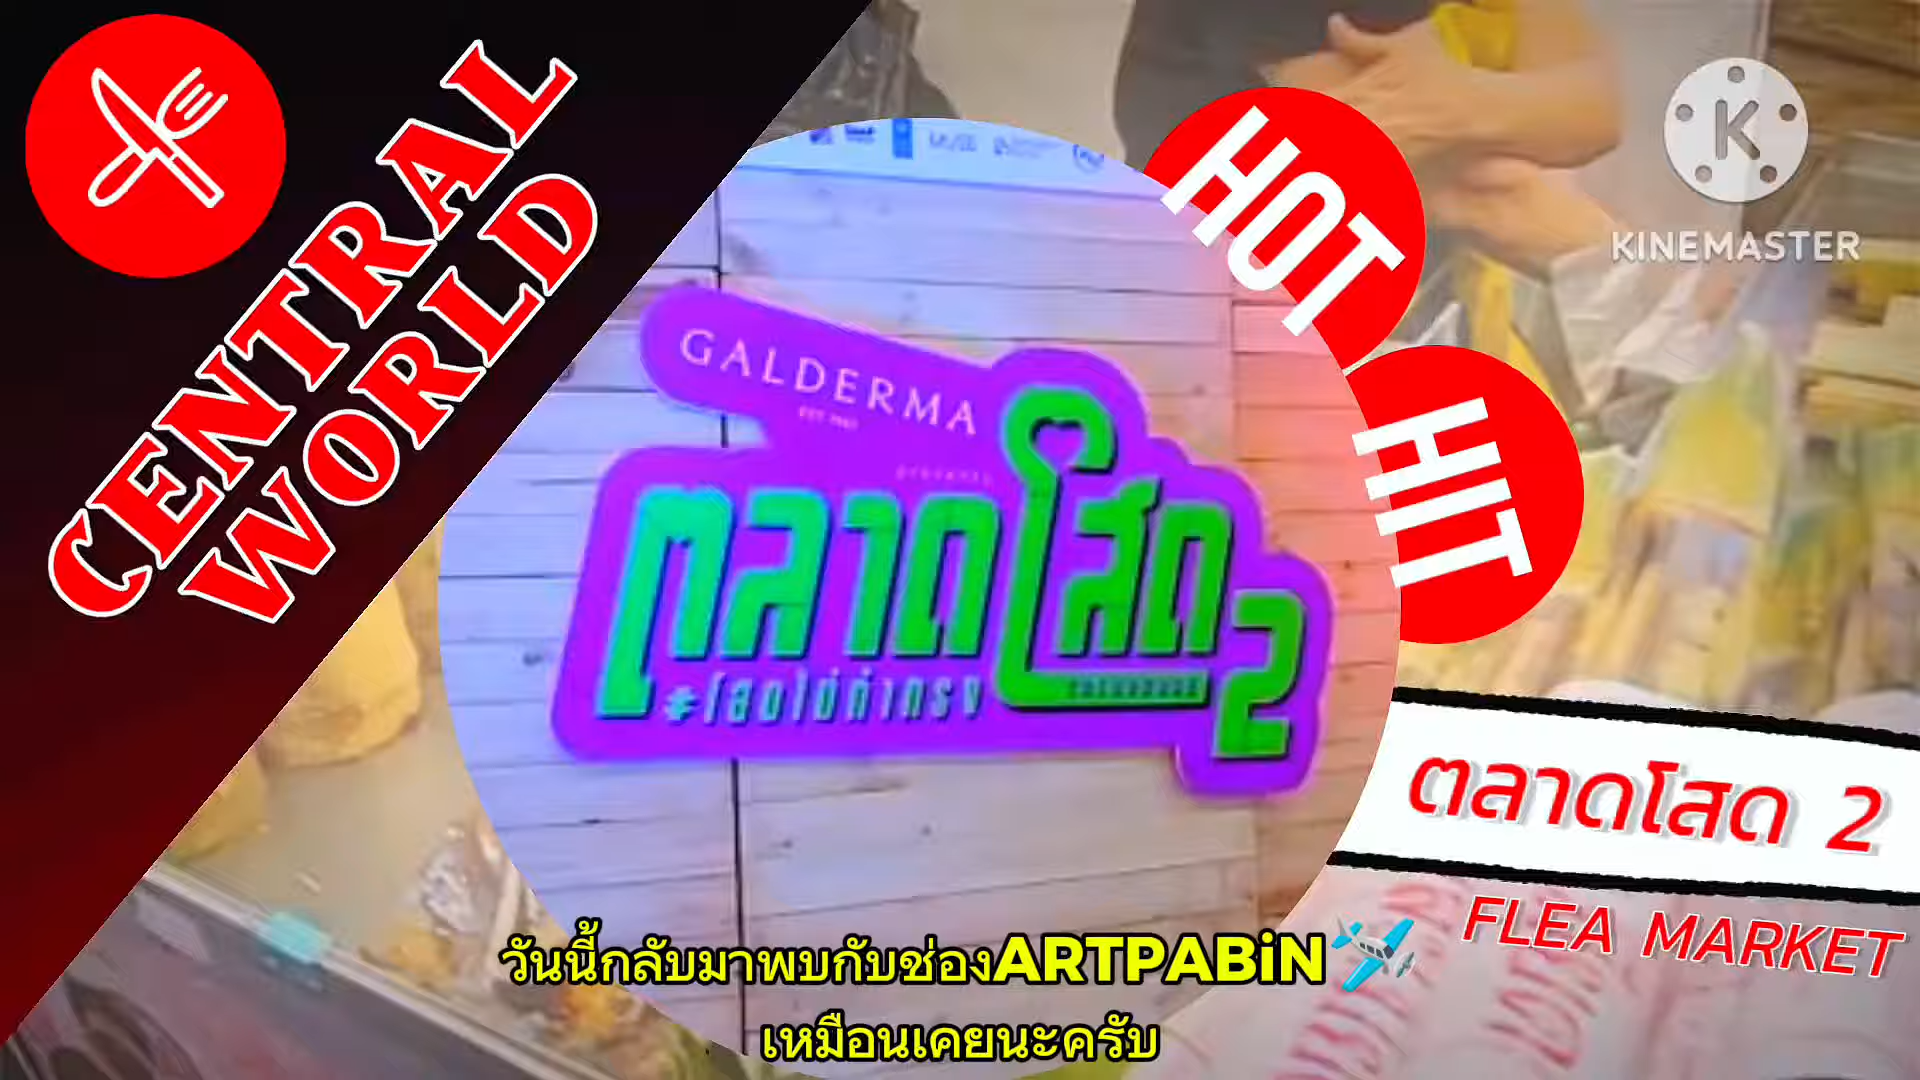 CENTRAL
WORLD
HOT
HIT
KINEMASTER
GALDERMA
presents
ตลาดโสด 2
#โสดไม่ทำทรง
ตลาดโสด 2
FLEA MARKET
วันนี้กลับมาพบกับช่องARTPABiN
เหมือนเคยนะครับ